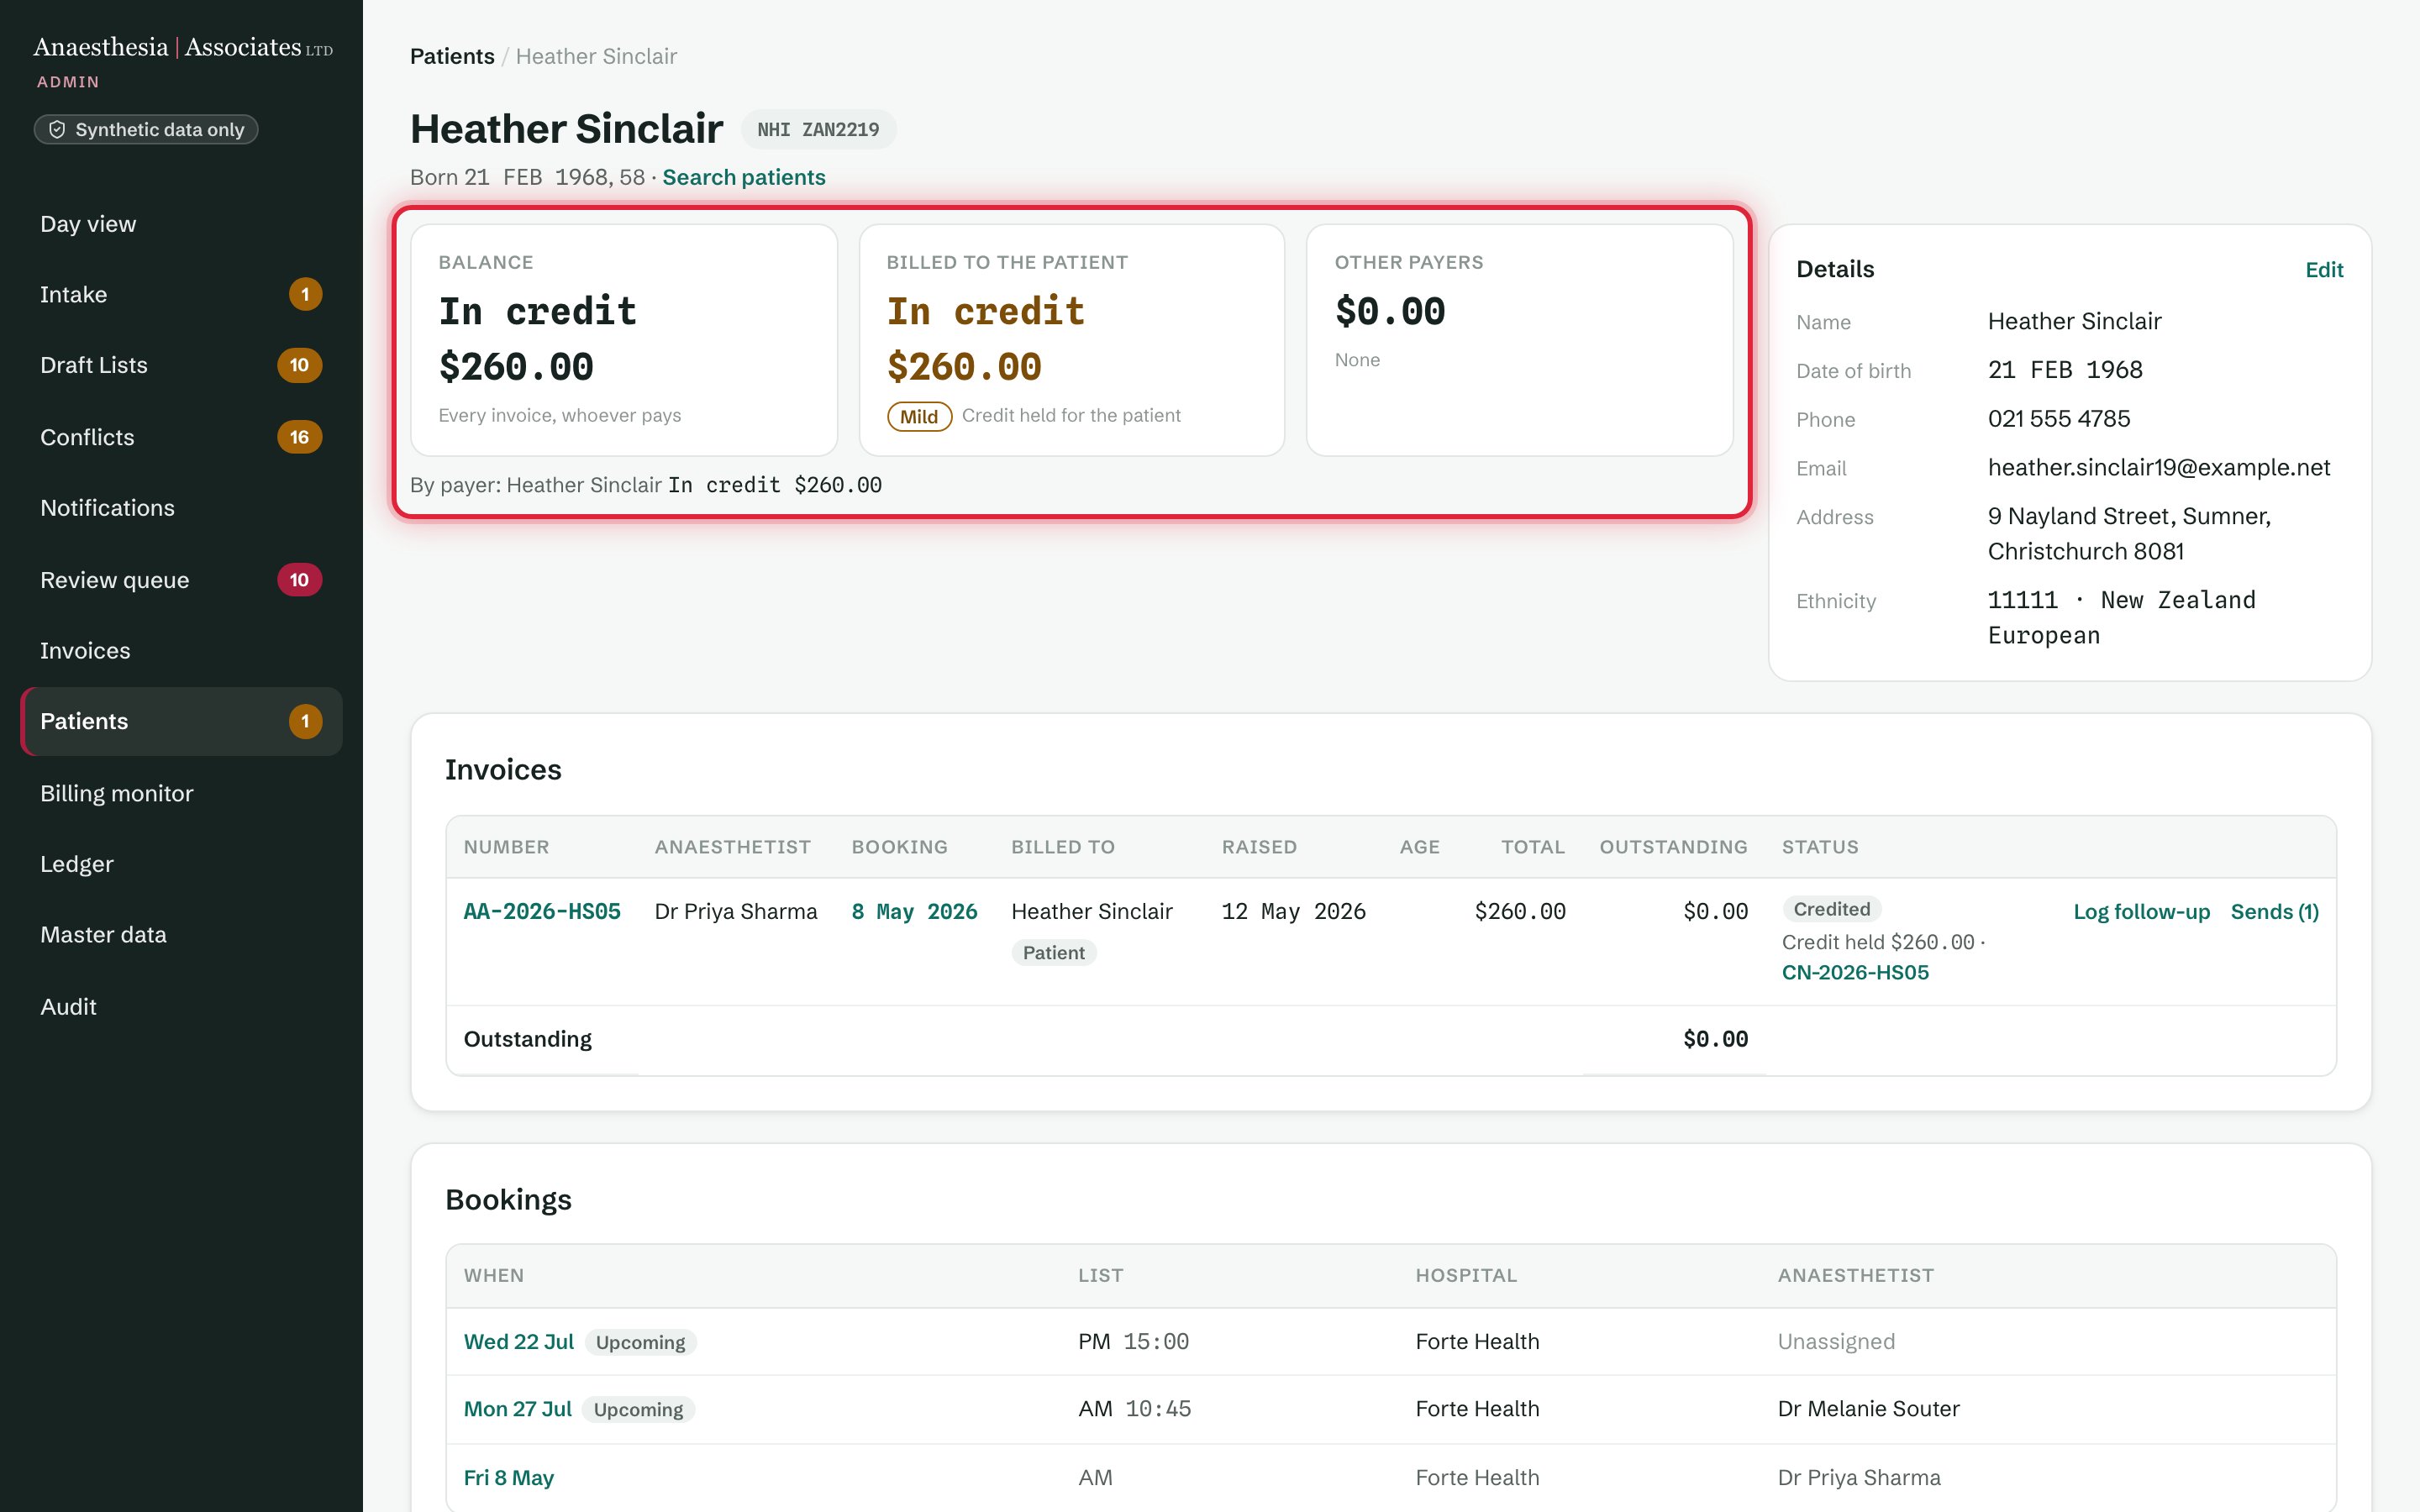 Anaesthesia | Associates LTD
ADMIN
Synthetic data only
Day view
Intake 1
Draft Lists 10
Conflicts 16
Notifications
Review queue 10
Invoices
Patients 1
Billing monitor
Ledger
Master data
Audit
Patients / Heather Sinclair
Heather Sinclair NHI ZAN2219
Born 21 FEB 1968, 58 · Search patients
BALANCE
In credit
$260.00
Every invoice, whoever pays
BILLED TO THE PATIENT
In credit
$260.00
Mild Credit held for the patient
OTHER PAYERS
$0.00
None
By payer: Heather Sinclair In credit $260.00
Details Edit
Name Heather Sinclair
Date of birth 21 FEB 1968
Phone 021 555 4785
Email heather.sinclair19@example.net
Address 9 Nayland Street, Sumner,
Christchurch 8081
Ethnicity 11111 · New Zealand
European
Invoices
NUMBER ANAESTHETIST BOOKING BILLED TO RAISED AGE TOTAL OUTSTANDING STATUS
AA-2026-HS05 Dr Priya Sharma 8 May 2026 Heather Sinclair 12 May 2026 $260.00 $0.00 Credited Log follow-up Sends (1)
Patient Credit held $260.00 ·
CN-2026-HS05
Outstanding $0.00
Bookings
WHEN LIST HOSPITAL ANAESTHETIST
Wed 22 Jul Upcoming PM 15:00 Forte Health Unassigned
Mon 27 Jul Upcoming AM 10:45 Forte Health Dr Melanie Souter
Fri 8 May AM Forte Health Dr Priya Sharma